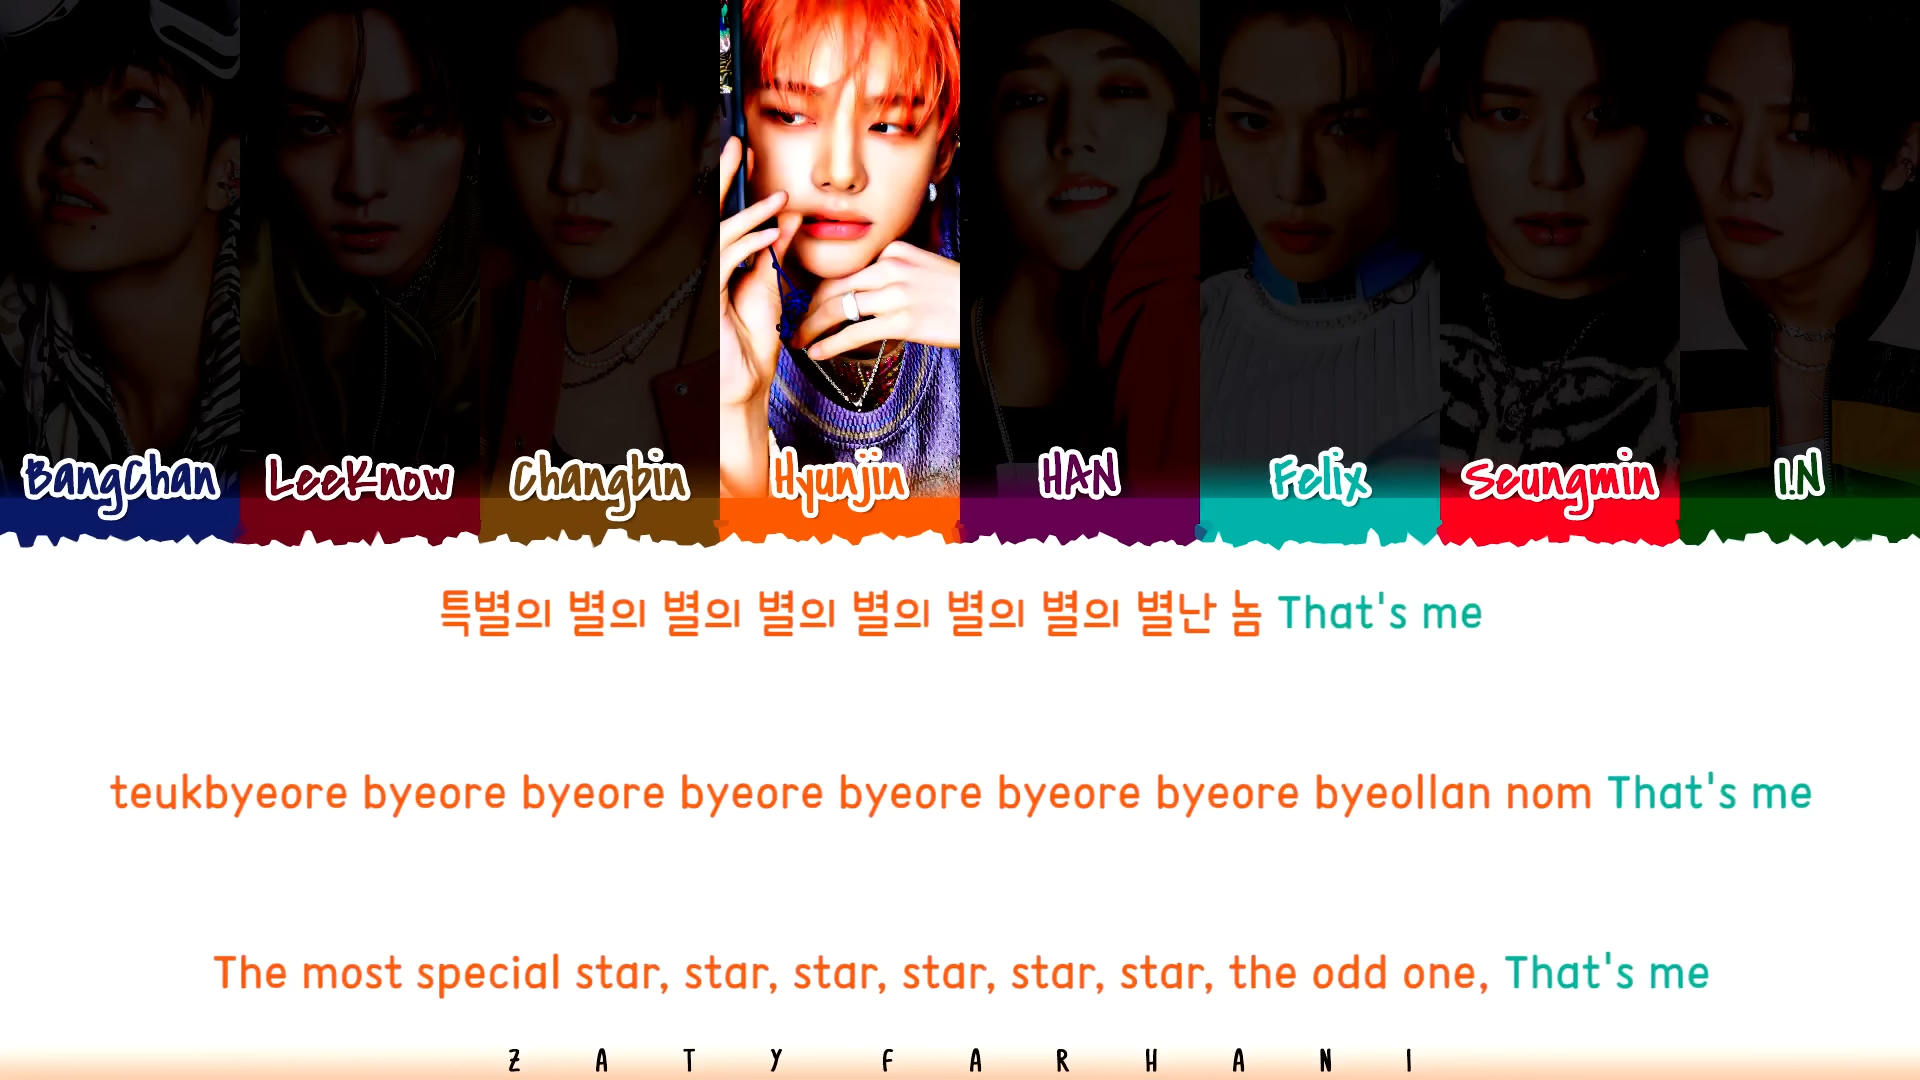 BangChan LeeKnow Changbin Hyunjin HAN Felix Seungmin I.N
특별의 별의 별의 별의 별의 별의 별의 별난 놈 That's me
teukbyeore byeore byeore byeore byeore byeore byeore byeollan nom That's me
The most special star, star, star, star, star, star, the odd one, That's me
ZATY FARHANI